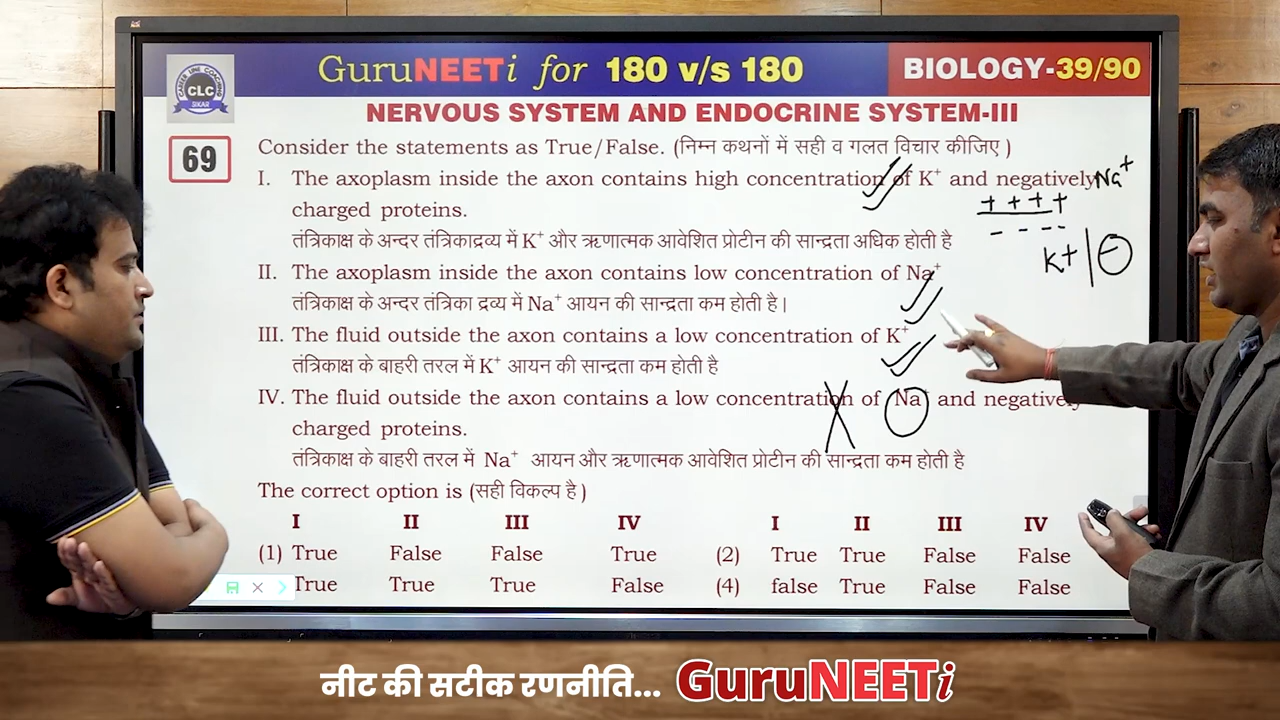 GuruNEETi for 180 v/s 180
BIOLOGY-39/90
CLC
SIKAR
NERVOUS SYSTEM AND ENDOCRINE SYSTEM-III
69
Consider the statements as True/False. (निम्न कथनों में सही व गलत विचार कीजिए )
I. The axoplasm inside the axon contains high concentration of K⁺ and negatively
charged proteins.
तंत्रिकाक्ष के अन्दर तंत्रिकाद्रव्य में K⁺ और ऋणात्मक आवेशित प्रोटीन की सान्द्रता अधिक होती है
II. The axoplasm inside the axon contains low concentration of Na⁺
तंत्रिकाक्ष के अन्दर तंत्रिका द्रव्य में Na⁺ आयन की सान्द्रता कम होती है।
III. The fluid outside the axon contains a low concentration of K⁺
तंत्रिकाक्ष के बाहरी तरल में K⁺ आयन की सान्द्रता कम होती है
IV. The fluid outside the axon contains a low concentration of Na⁺ and negatively
charged proteins.
तंत्रिकाक्ष के बाहरी तरल में Na⁺ आयन और ऋणात्मक आवेशित प्रोटीन की सान्द्रता कम होती है
Na⁺
+ + + +
- - - -
K+ | −
The correct option is (सही विकल्प है )
I II III IV I II III IV
(1) True False False True (2) True True False False
True True True False (4) false True False False
नीट की सटीक रणनीति... GuruNEETi